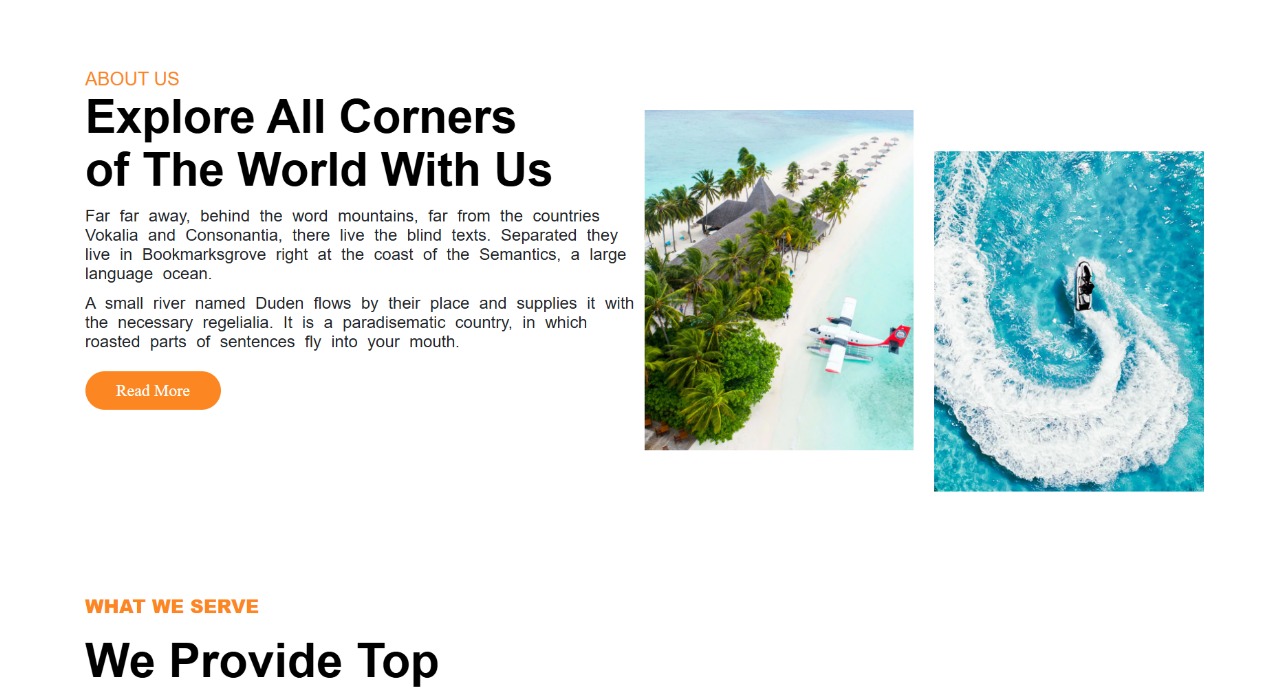 ABOUT US
Explore All Corners
of The World With Us
Far far away, behind the word mountains, far from the countries
Vokalia and Consonantia, there live the blind texts. Separated they
live in Bookmarksgrove right at the coast of the Semantics, a large
language ocean.
A small river named Duden flows by their place and supplies it with
the necessary regelialia. It is a paradisematic country, in which
roasted parts of sentences fly into your mouth.
Read More
WHAT WE SERVE
We Provide Top